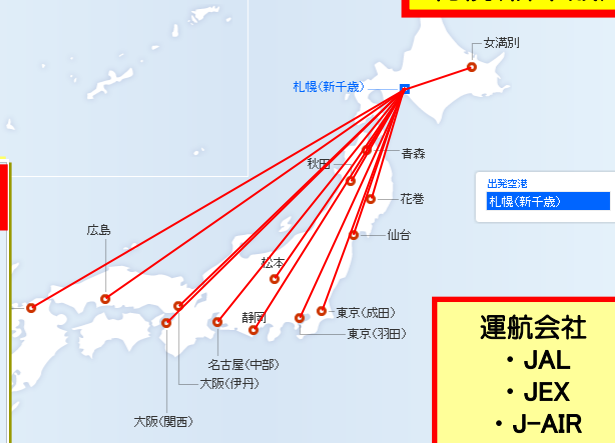 女満別
札幌(新千歳)
秋田
青森
花巻
仙台
出発空港
札幌(新千歳)
広島
松本
静岡
東京(成田)
東京(羽田)
名古屋(中部)
大阪(伊丹)
大阪(関西)
運航会社
・JAL
・JEX
・J-AIR